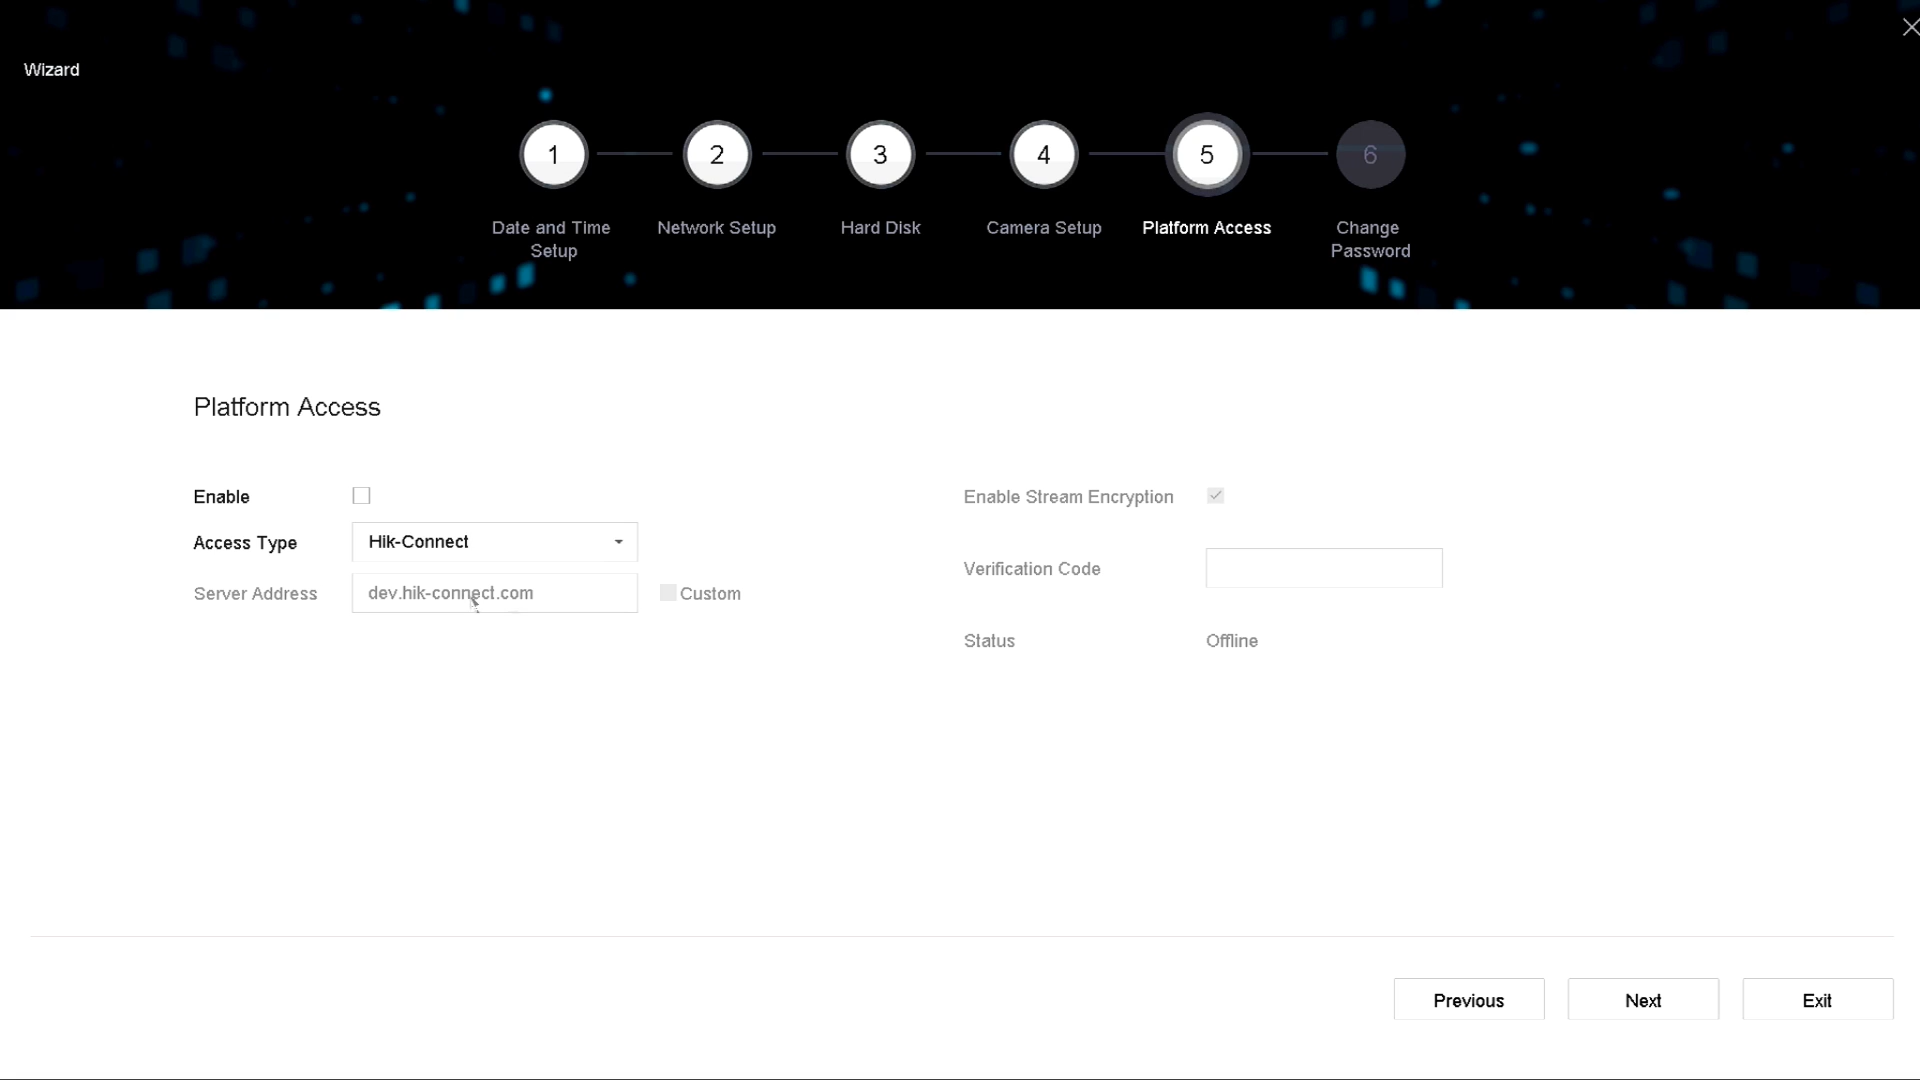 Wizard
1
2
3
4
5
6
Date and Time
Setup
Network Setup
Hard Disk
Camera Setup
Platform Access
Change
Password
Platform Access
Enable
Access Type
Hik-Connect
Server Address
dev.hik-connect.com
Custom
Enable Stream Encryption
Verification Code
Status
Offline
Previous
Next
Exit